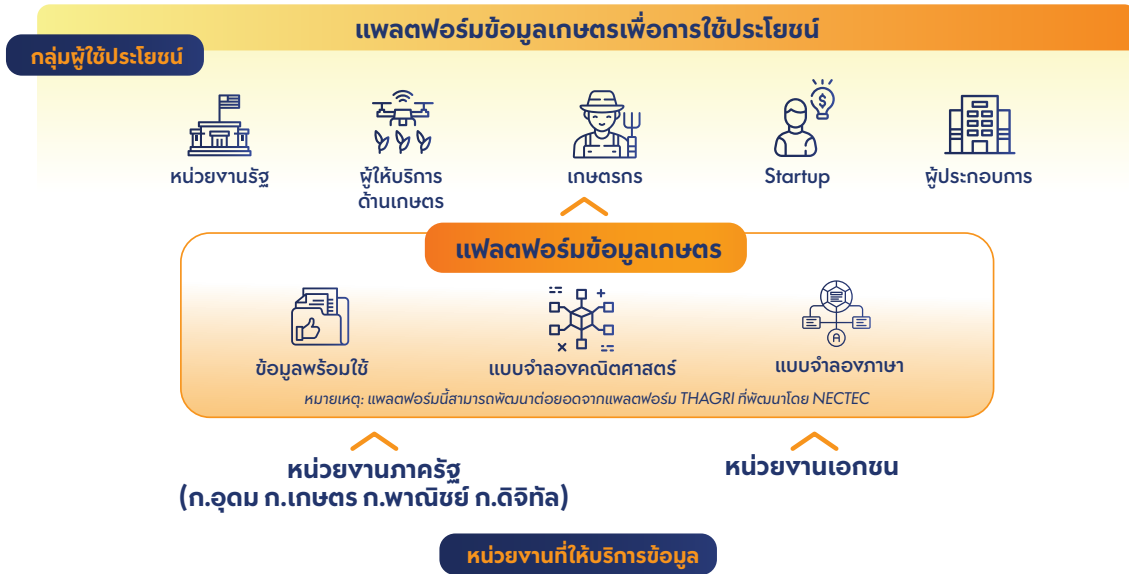 แพลตฟอร์มข้อมูลเกษตรเพื่อการใช้ประโยชน์
กลุ่มผู้ใช้ประโยชน์
หน่วยงานรัฐ
ผู้ให้บริการ
ด้านเกษตร
เกษตรกร
Startup
ผู้ประกอบการ
แฟลตฟอร์มข้อมูลเกษตร
ข้อมูลพร้อมใช้
แบบจำลองคณิตศาสตร์
แบบจำลองภาษา
หมายเหตุ: แพลตฟอร์มนี้สามารถพัฒนาต่อยอดจากแพลตฟอร์ม THAGRI ที่พัฒนาโดย NECTEC
หน่วยงานภาครัฐ
(ก.อุดม ก.เกษตร ก.พาณิชย์ ก.ดิจิทัล)
หน่วยงานเอกชน
หน่วยงานที่ให้บริการข้อมูล